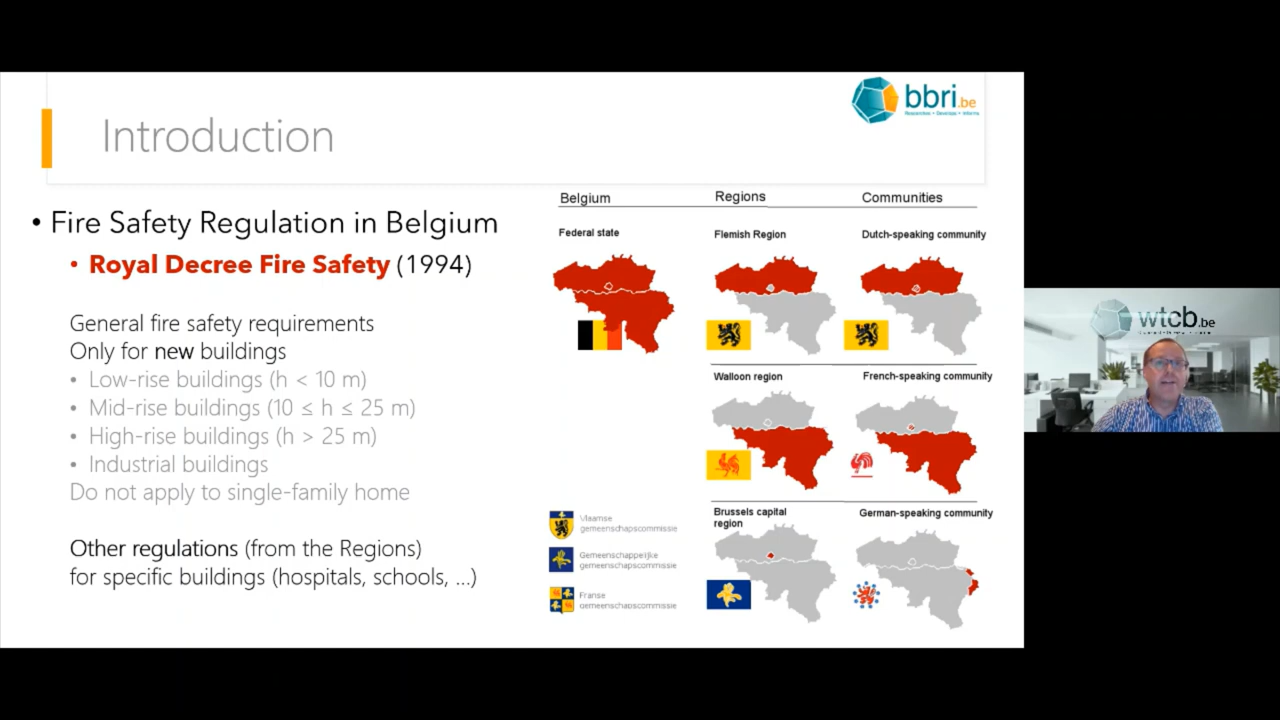 bbri.be
Researches • Develops • Informs
Introduction
• Fire Safety Regulation in Belgium
• Royal Decree Fire Safety (1994)
General fire safety requirements
Only for new buildings
• Low-rise buildings (h < 10 m)
• Mid-rise buildings (10 ≤ h ≤ 25 m)
• High-rise buildings (h > 25 m)
• Industrial buildings
Do not apply to single-family home
Other regulations (from the Regions)
for specific buildings (hospitals, schools, ...)
Belgium
Regions
Communities
Federal state
Flemish Region
Dutch-speaking community
Walloon region
French-speaking community
Brussels capital
region
German-speaking community
Vlaamse
gemeenschapscommissie
Gemeenschappelijke
gemeenschapscommissie
Franse
gemeenschapscommissie
wtcb.be